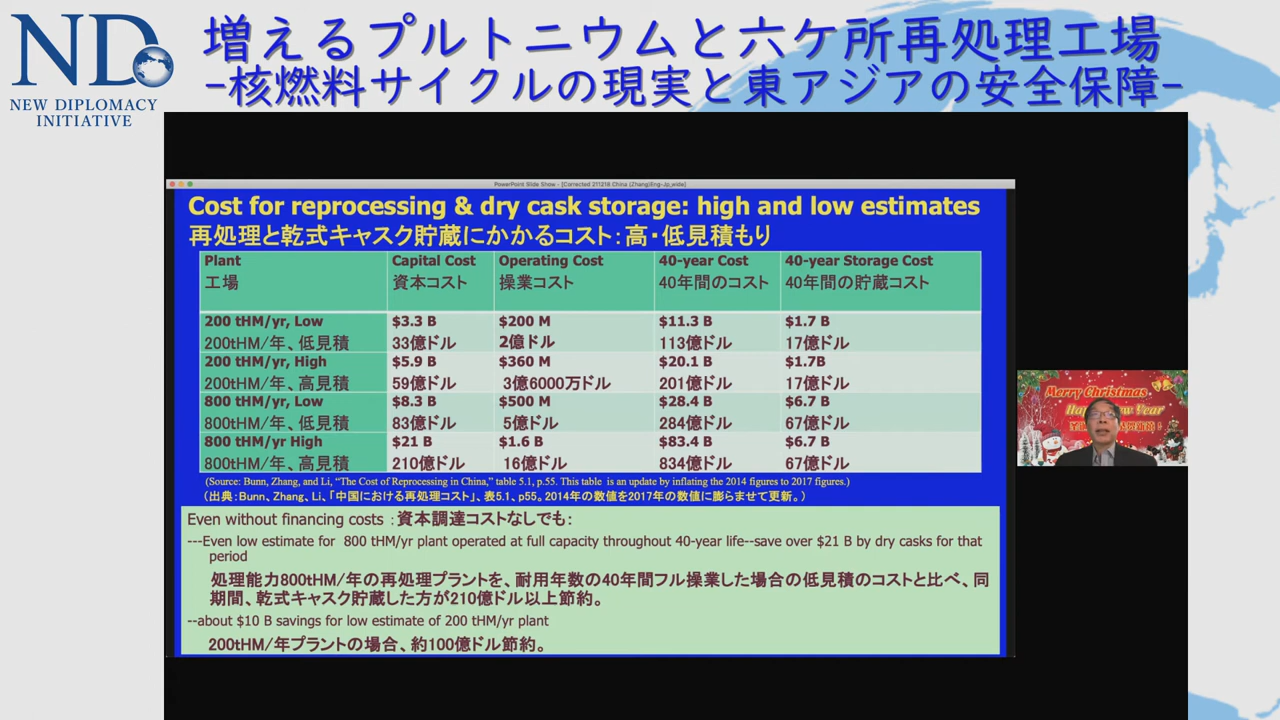 ND
NEW DIPLOMACY
INITIATIVE
増えるプルトニウムと六ケ所再処理工場
-核燃料サイクルの現実と東アジアの安全保障-
PowerPoint Slide Show - [Corrected 211218 China (Zhang)Eng-Jp_wide]
Cost for reprocessing & dry cask storage: high and low estimates
再処理と乾式キャスク貯蔵にかかるコスト：高・低見積もり
Plant Capital Cost Operating Cost 40-year Cost 40-year Storage Cost
工場 資本コスト 操業コスト 40年間のコスト 40年間の貯蔵コスト
200 tHM/yr, Low $3.3 B $200 M $11.3 B $1.7 B
200tHM/年、低見積 33億ドル 2億ドル 113億ドル 17億ドル
200 tHM/yr, High $5.9 B $360 M $20.1 B $1.7B
200tHM/年、高見積 59億ドル 3億6000万ドル 201億ドル 17億ドル
800 tHM/yr, Low $8.3 B $500 M $28.4 B $6.7 B
800tHM/年、低見積 83億ドル 5億ドル 284億ドル 67億ドル
800 tHM/yr High $21 B $1.6 B $83.4 B $6.7 B
800tHM/年、高見積 210億ドル 16億ドル 834億ドル 67億ドル
(Source: Bunn, Zhang, and Li, “The Cost of Reprocessing in China,” table 5.1, p.55. This table is an update by inflating the 2014 figures to 2017 figures.)
（出典：Bunn、Zhang、Li、「中国における再処理コスト」、表5.1、p55。2014年の数値を2017年の数値に膨らませて更新。）
Even without financing costs：資本調達コストなしでも：
---Even low estimate for 800 tHM/yr plant operated at full capacity throughout 40-year life--save over $21 B by dry casks for that
period
処理能力800tHM/年の再処理プラントを、耐用年数の40年間フル操業した場合の低見積のコストと比べ、同
期間、乾式キャスク貯蔵した方が210億ドル以上節約。
--about $10 B savings for low estimate of 200 tHM/yr plant
200tHM/年プラントの場合、約100億ドル節約。
Merry Christmas